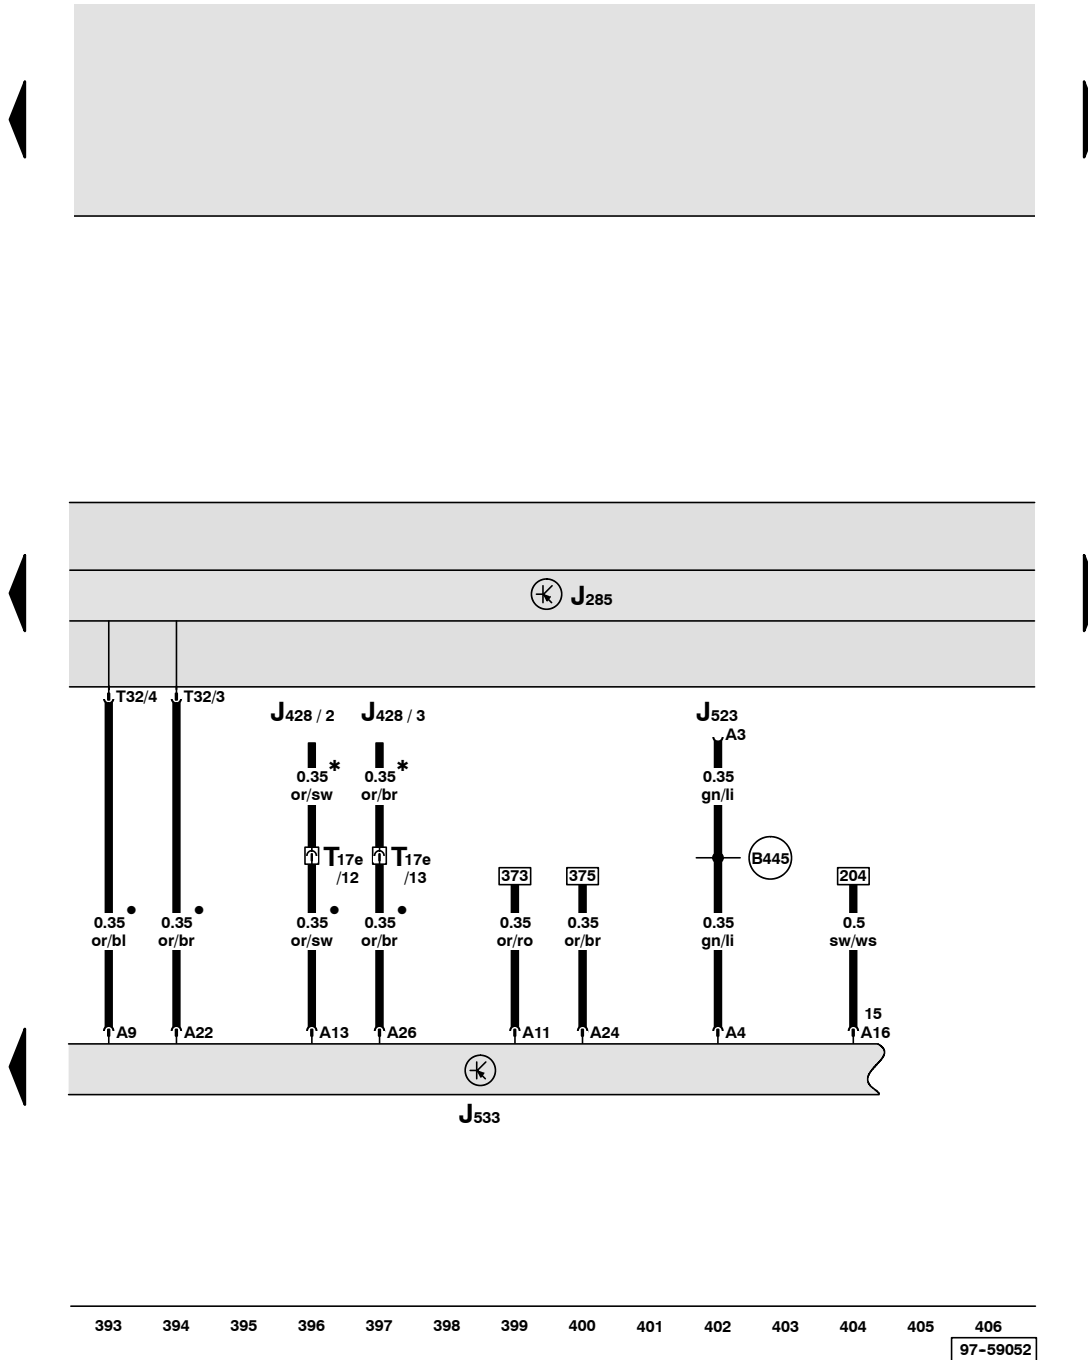 J285
T32/4 T32/3
J428 / 2 J428 / 3 J523
A3
0.35* 0.35* 0.35
or/sw or/br gn/li
T17e T17e B445
/12 /13
373 375 204
0.35 0.35 0.35 0.35 0.35 0.35 0.35 0.5
or/bl or/br or/sw or/br or/ro or/br gn/li sw/ws
15
A9 A22 A13 A26 A11 A24 A4 A16
J533
393 394 395 396 397 398 399 400 401 402 403 404 405 406
97-59052